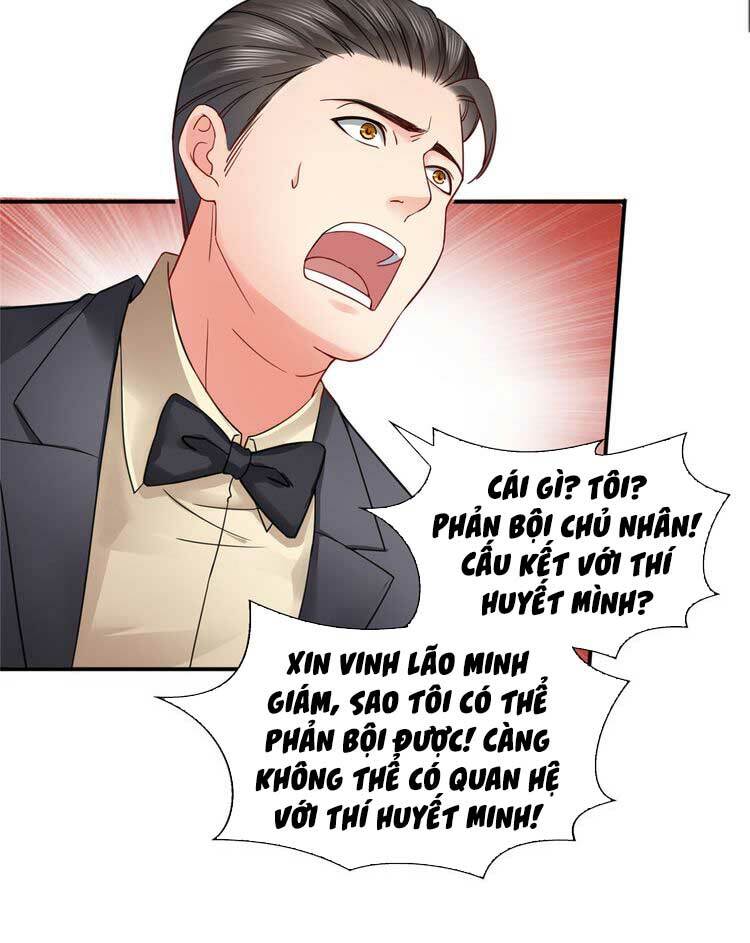 CÁI GÌ? TÔI?
PHẢN BỘI CHỦ NHÂN!
CẤU KẾT VỚI THÍ
HUYẾT MÌNH?
XIN VINH LÃO MINH
GIÁM, SAO TÔI CÓ THỂ
PHẢN BỘI ĐƯỢC! CÀNG
KHÔNG THỂ CÓ QUAN HỆ
VỚI THÍ HUYẾT MINH!